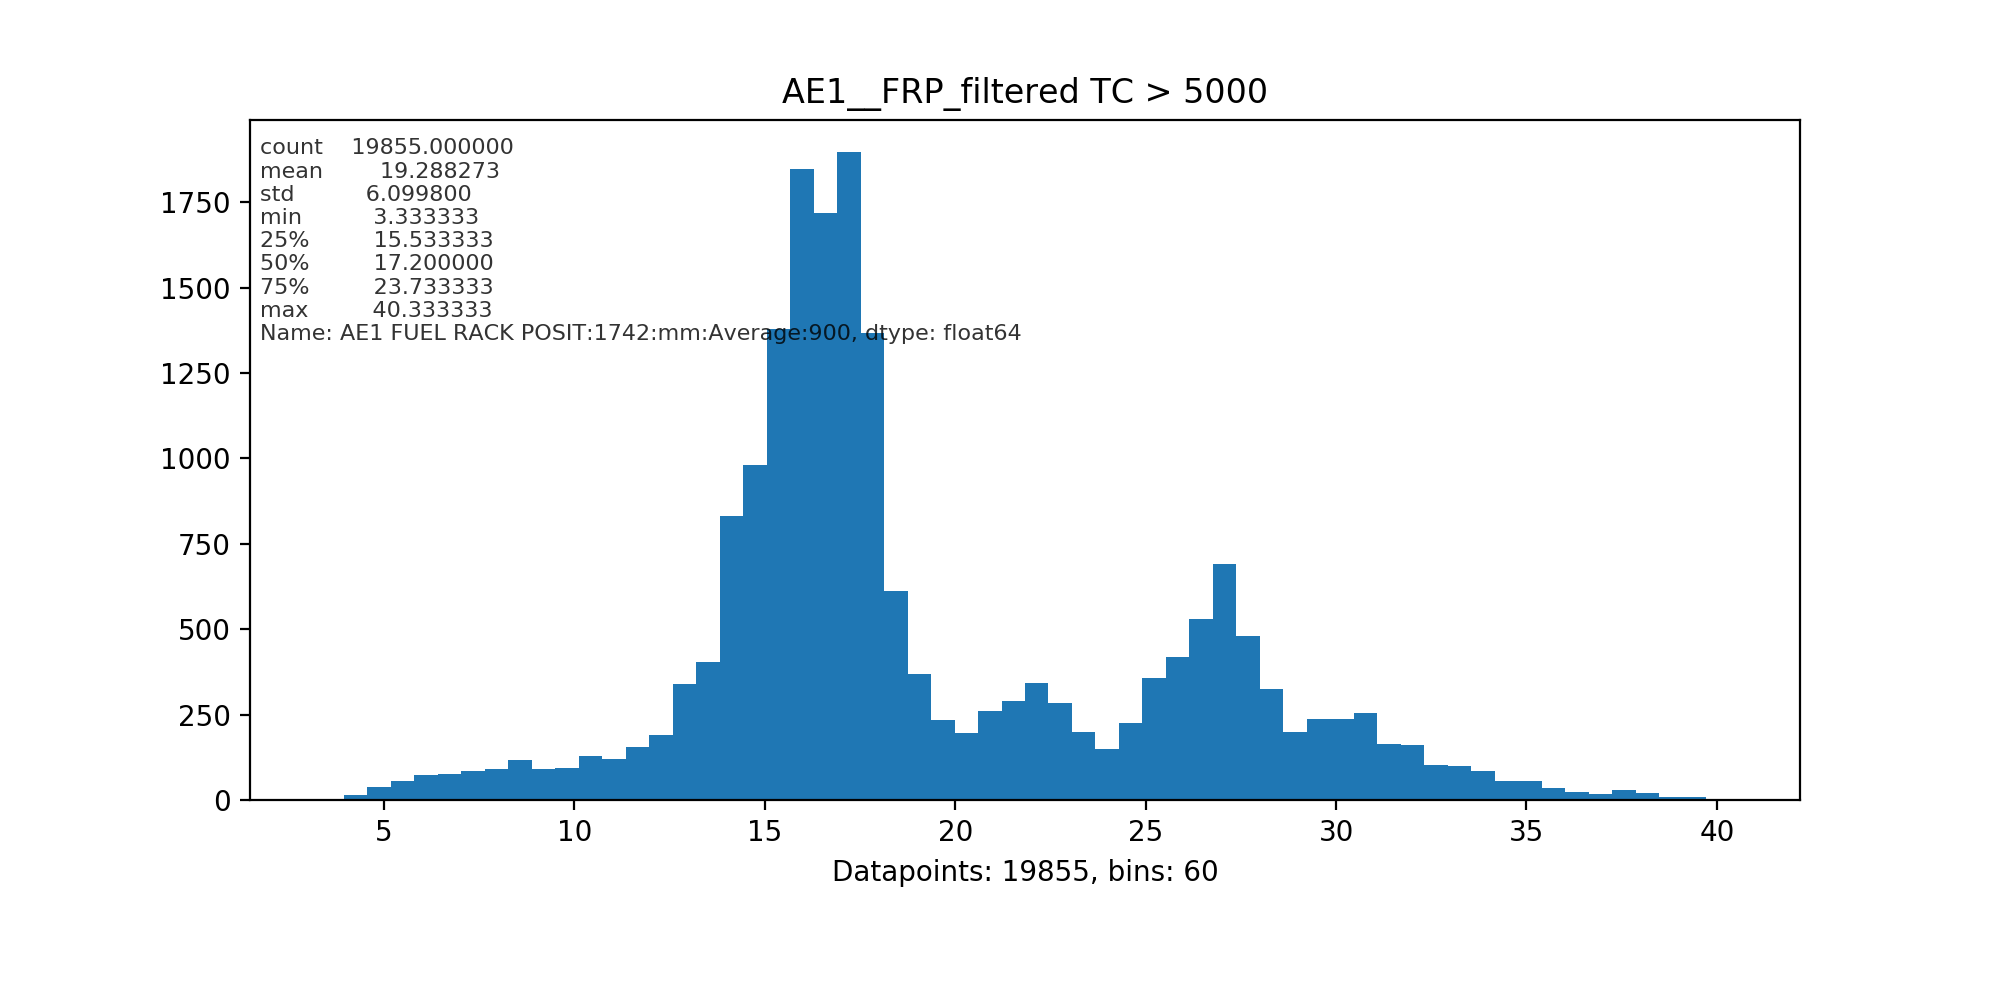 AE1__FRP_filtered TC > 5000
count 19855.000000
mean 19.288273
std 6.099800
min 3.333333
25% 15.533333
50% 17.200000
75% 23.733333
max 40.333333
Name: AE1 FUEL RACK POSIT:1742:mm:Average:900, dtype: float64
1750
1500
1250
1000
750
500
250
0
5 10 15 20 25 30 35 40
Datapoints: 19855, bins: 60